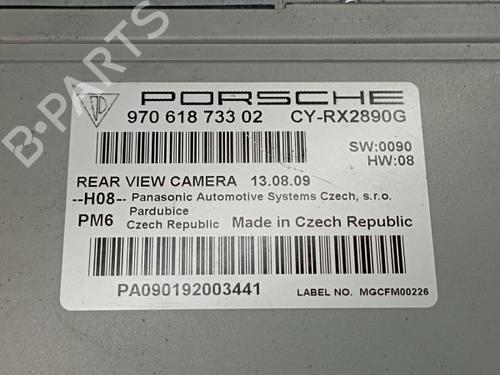 B-PARTS
PORSCHE
970 618 733 02 CY-RX2890G
SW:0090
HW:08
REAR VIEW CAMERA 13.08.09
--H08-- Panasonic Automotive Systems Czech, s.r.o.
Pardubice
PM6 Czech Republic Made in Czech Republic
PA090192003441 LABEL NO. MGCFM00226